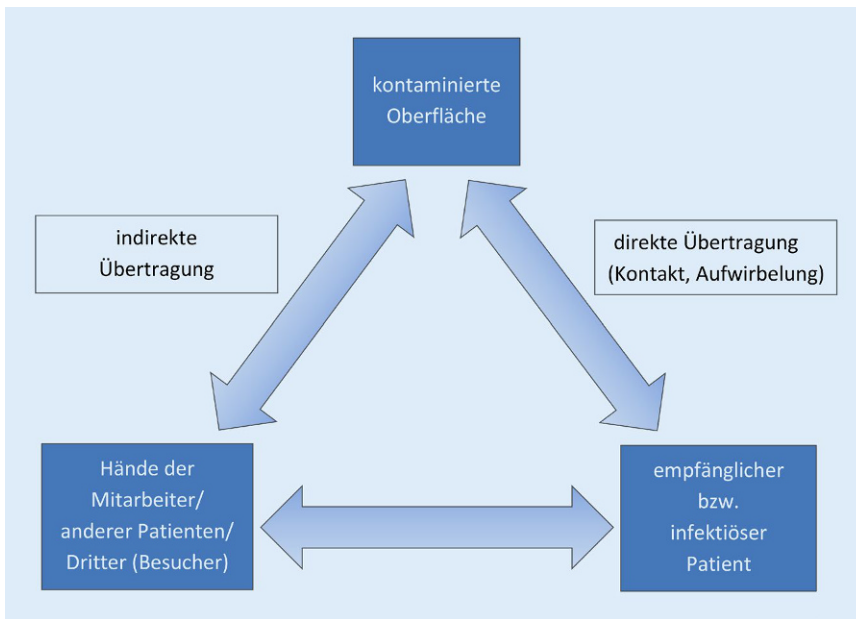 kontaminierte
Oberfläche
indirekte
Übertragung
direkte Übertragung
(Kontakt, Aufwirbelung)
Hände der
Mitarbeiter/
anderer Patienten/
Dritter (Besucher)
empfänglicher
bzw.
infektiöser
Patient